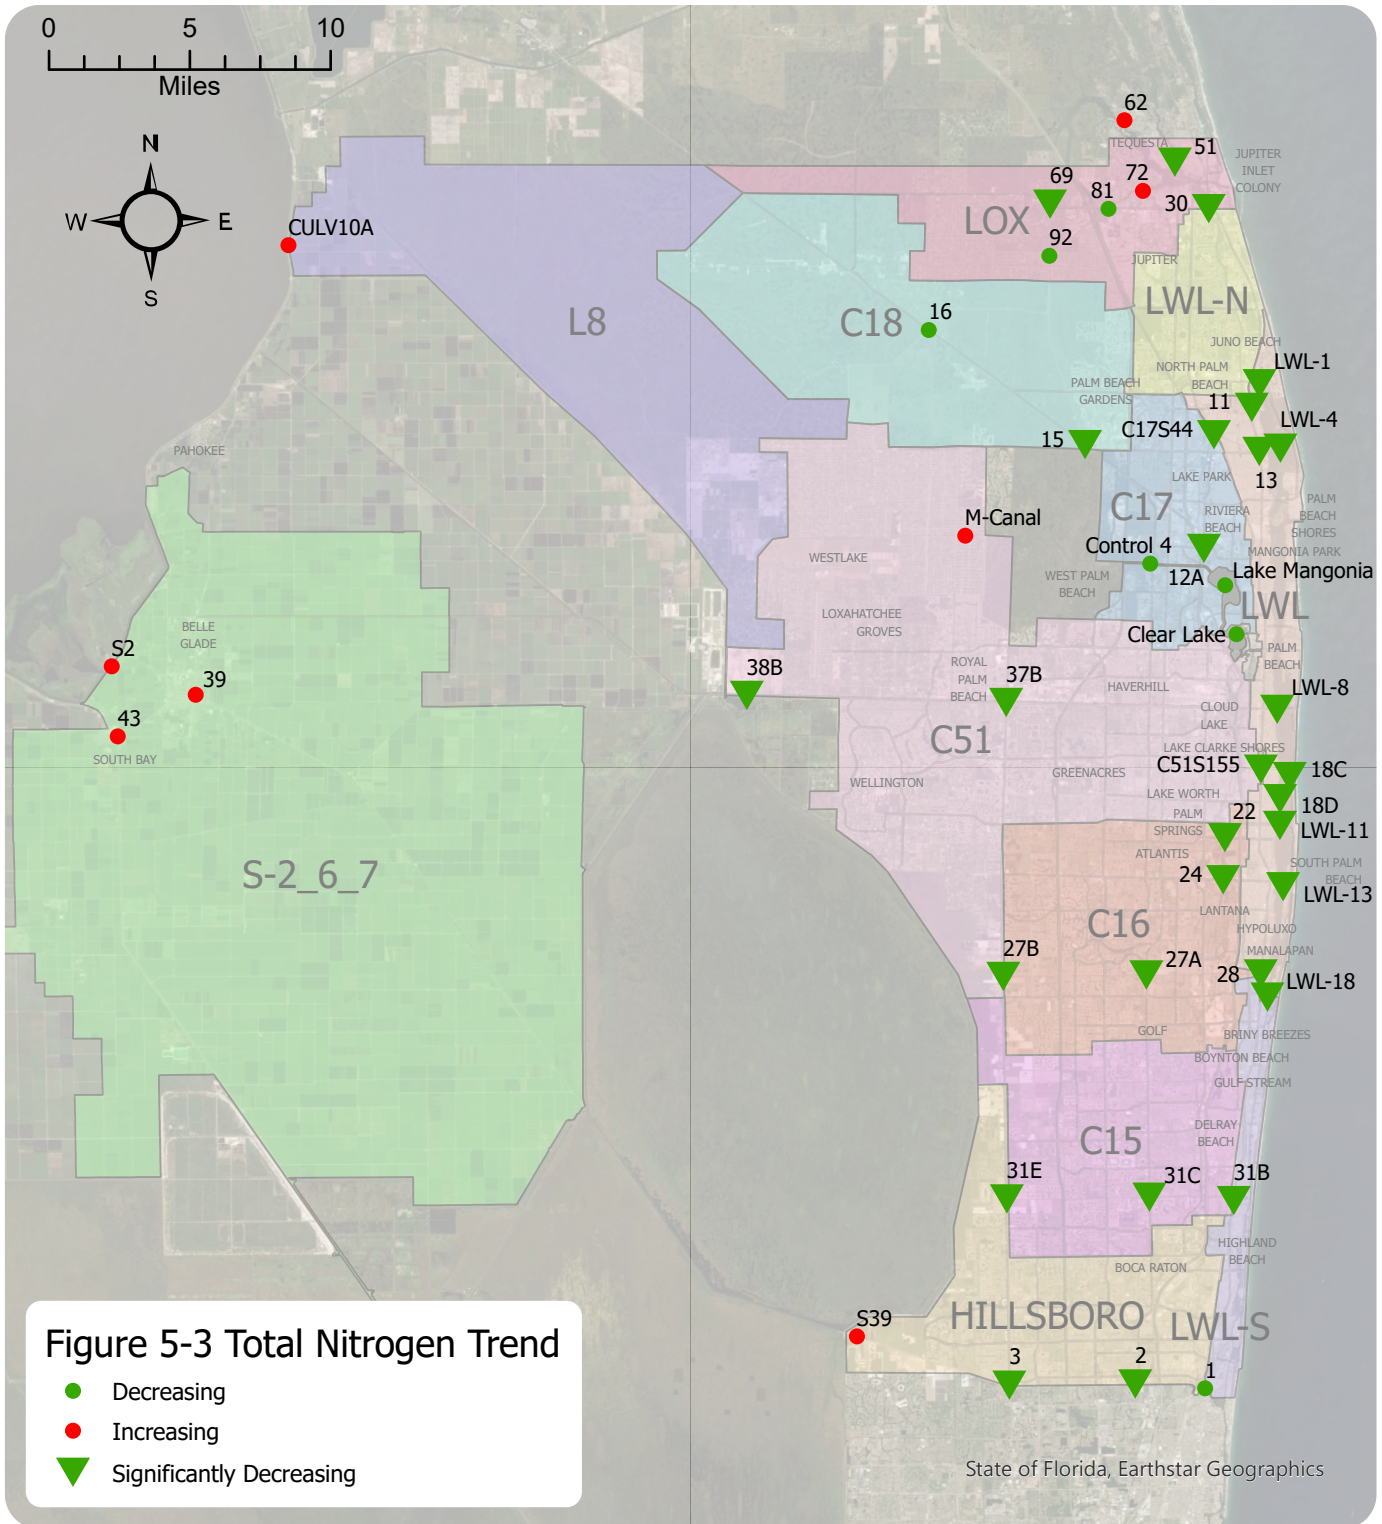 0 5 10
Miles
N
W E
S
62
TEQUESTA
51
JUPITER
INLET
COLONY
69
72
81
30
LOX
92
JUPITER
CULV10A
L8
C18
16
LWL-N
JUNO BEACH
NORTH PALM
BEACH
LWL-1
PALM BEACH
GARDENS
11
LWL-4
C17S44
15
13
PAHOKEE
LAKE PARK
C17
RIVIERA
BEACH
PALM
BEACH
SHORES
M-Canal
Control 4
MANGONIA PARK
WESTLAKE
WEST PALM
BEACH
12A
Lake Mangonia
LWL
LOXAHATCHEE
GROVES
BELLE
GLADE
Clear Lake
S2
39
43
SOUTH BAY
PALM
BEACH
38B
ROYAL
PALM
BEACH
37B
HAVERHILL
LWL-8
CLOUD
LAKE
C51
LAKE CLARKE SHORES
C51S155
18C
GREENACRES
WELLINGTON
LAKE WORTH
18D
PALM
SPRINGS
22
LWL-11
ATLANTIS
SOUTH PALM
BEACH
S-2_6_7
24
LWL-13
LANTANA
C16
HYPOLUXO
MANALAPAN
27B
27A
28
LWL-18
GOLF
BRINY BREEZES
BOYNTON BEACH
GULF STREAM
C15
DELRAY
BEACH
31E
31C
31B
HIGHLAND
BEACH
BOCA RATON
S39
HILLSBORO
LWL-S
3
2
1
Figure 5-3 Total Nitrogen Trend
Decreasing
Increasing
Significantly Decreasing
State of Florida, Earthstar Geographics